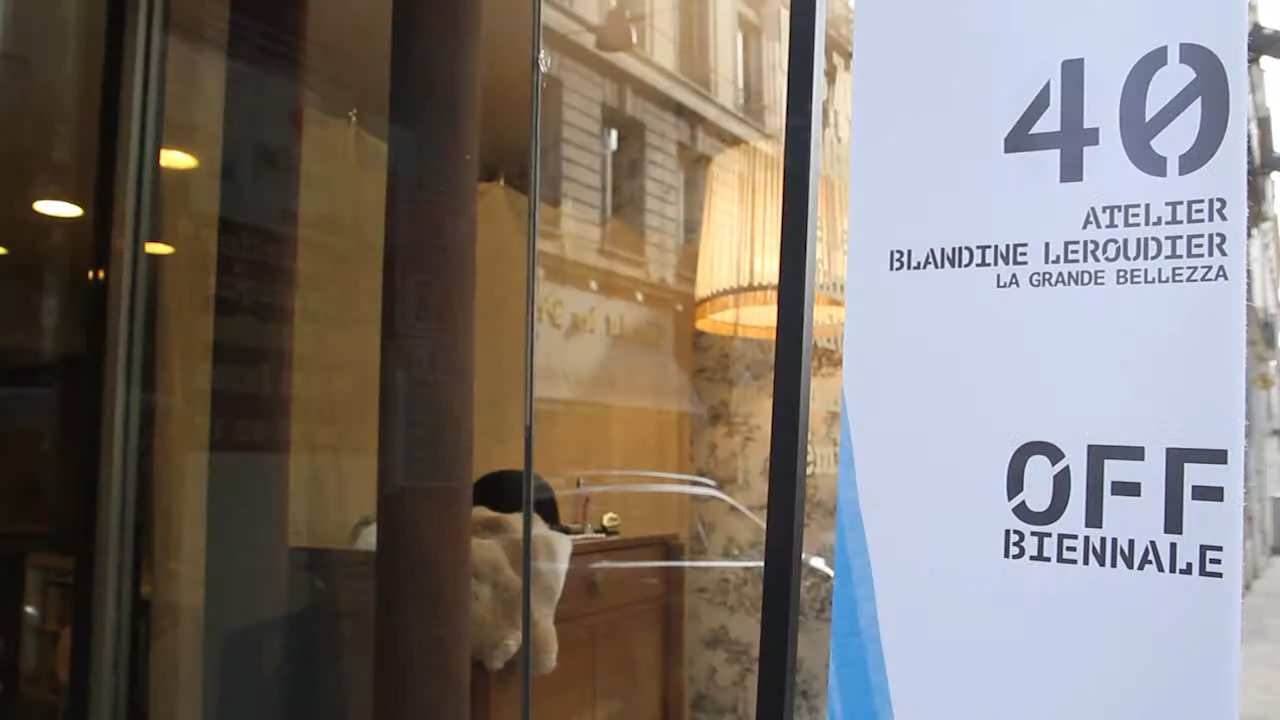 40
ATELIER
BLANDINE LEROUDIER
LA GRANDE BELLEZZA
OFF
BIENNALE